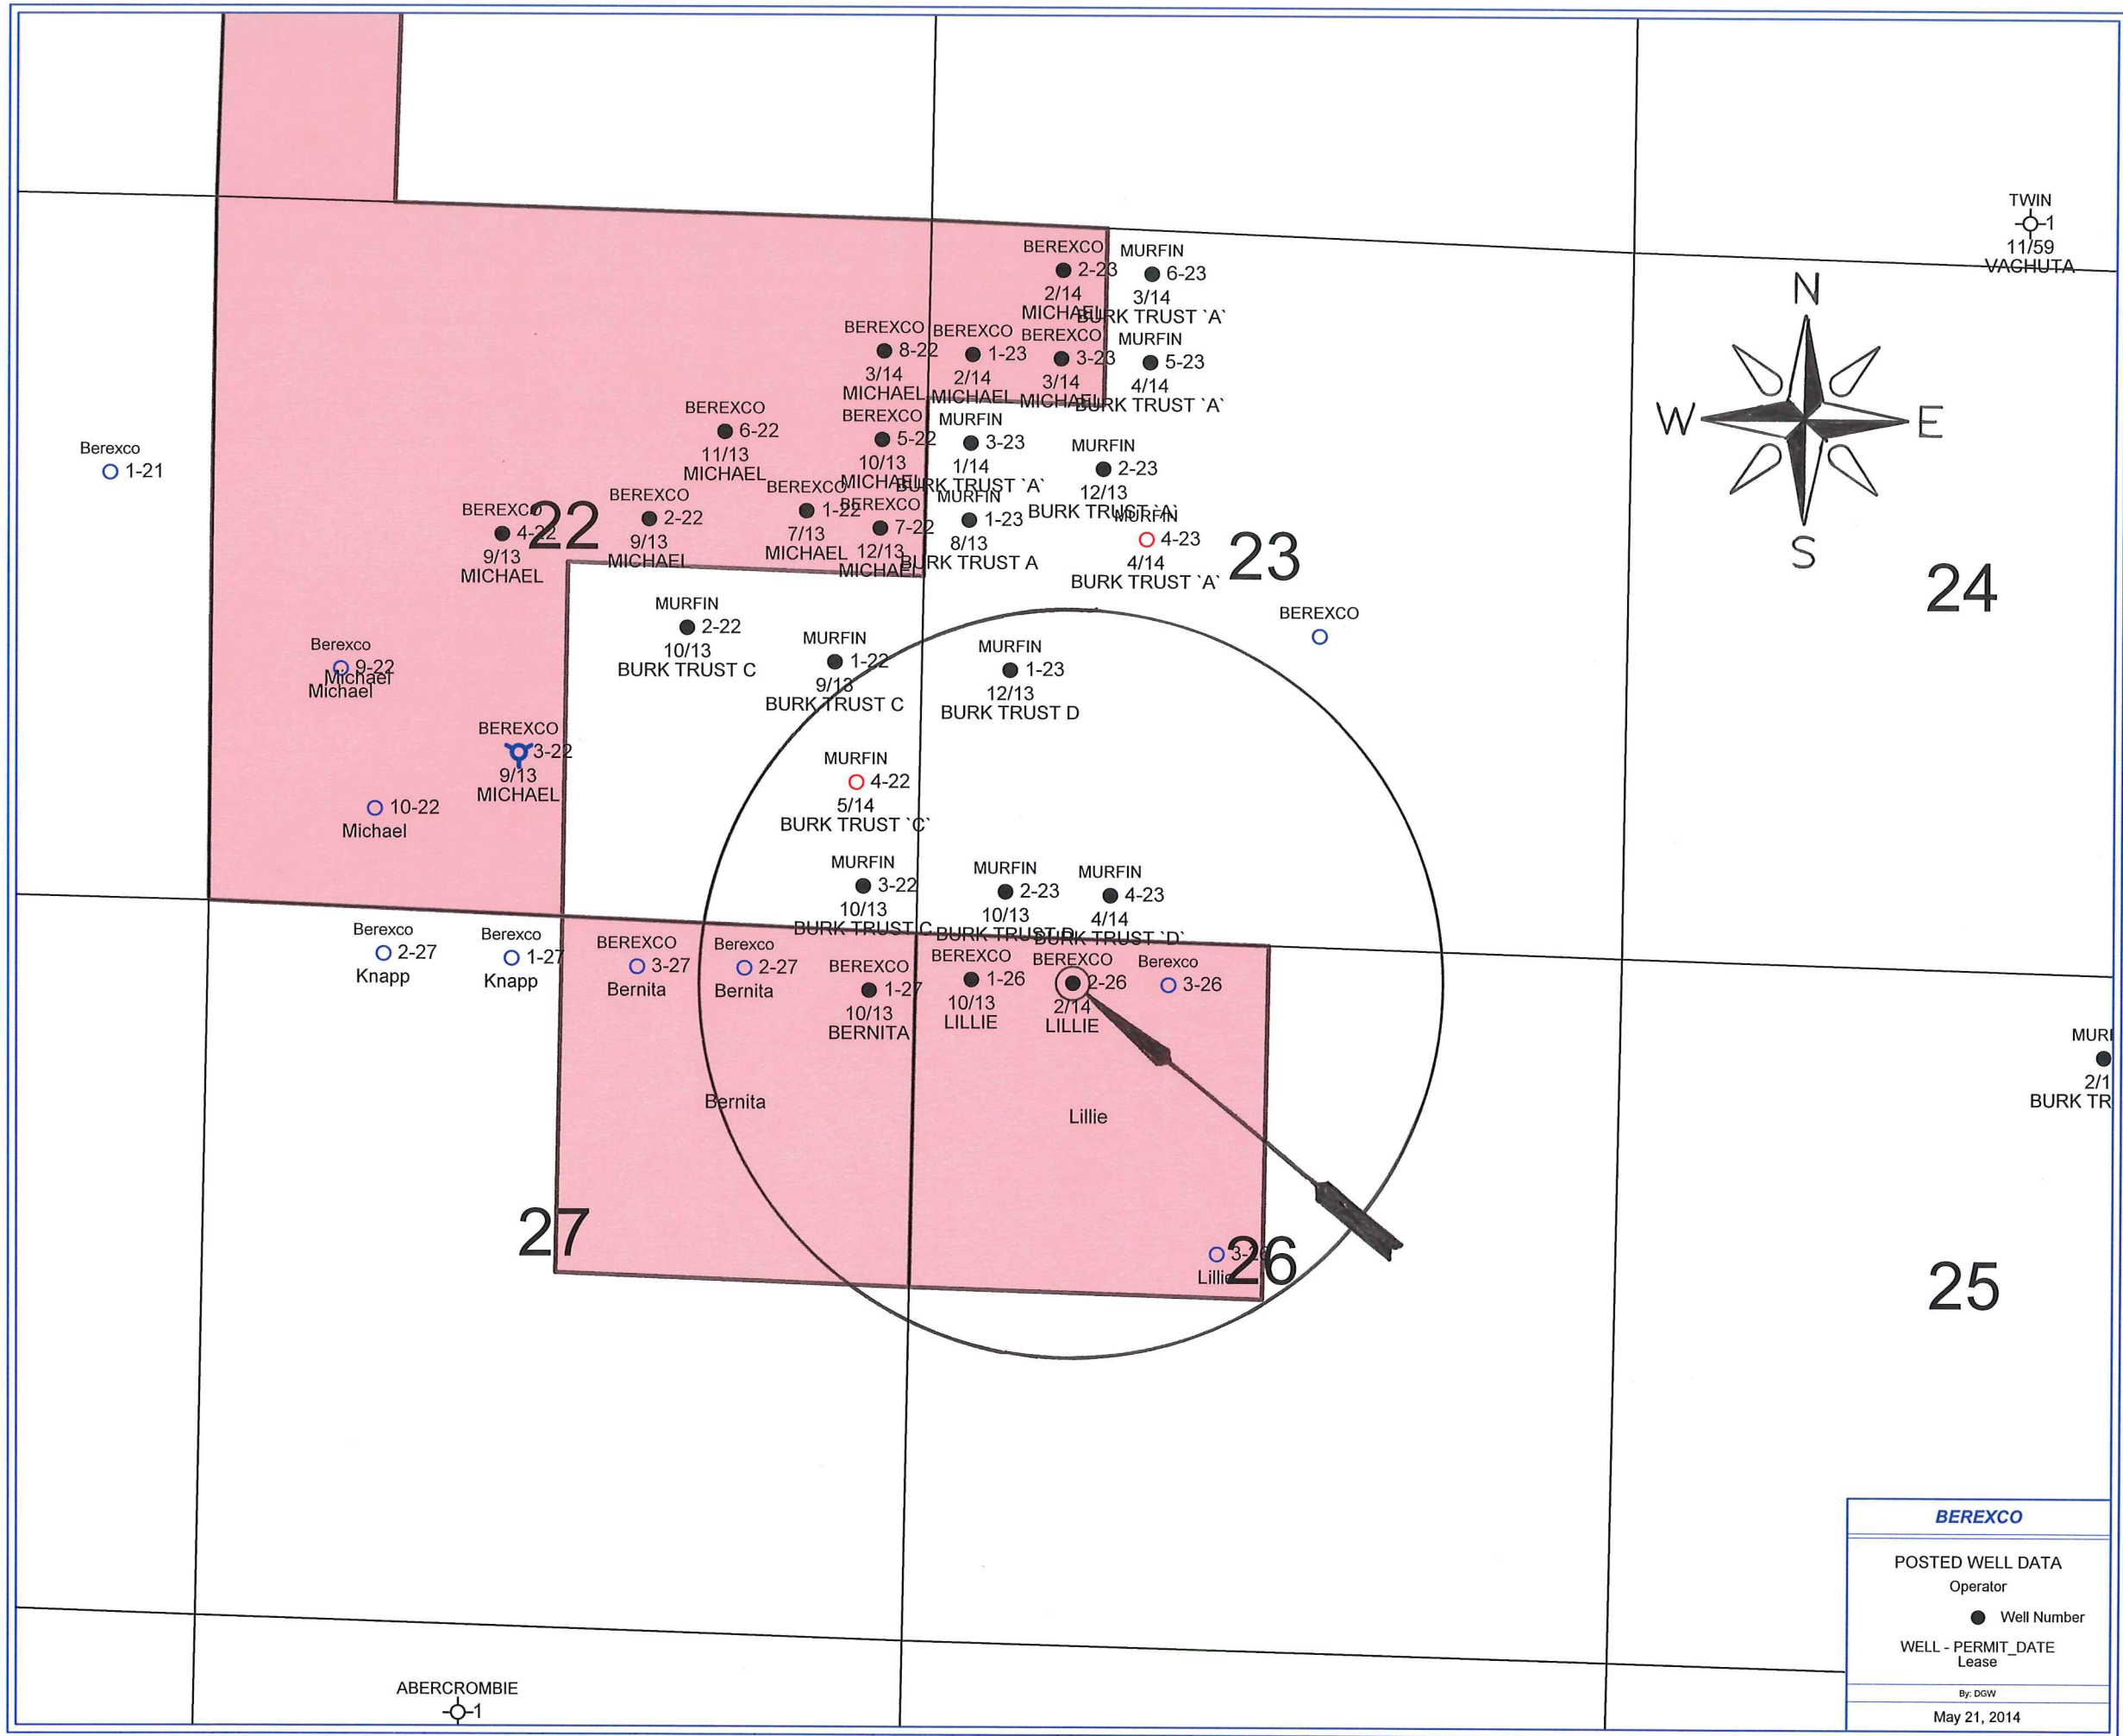 TWIN
1
11/59
VACHUTA
N
W
E
S
BEREXCO
2-23
2/14
MICHAEL
MURFIN
6-23
3/14
BURK TRUST `A`
BEREXCO
8-22
3/14
MICHAEL
BEREXCO
1-23
2/14
MICHAEL
BEREXCO
3-23
3/14
MICHAEL
MURFIN
5-23
4/14
BURK TRUST `A`
BEREXCO
6-22
11/13
MICHAEL
BEREXCO
5-22
10/13
MICHAEL
MURFIN
3-23
1/14
BURK TRUST `A`
MURFIN
2-23
12/13
BURK TRUST `A`
Berexco
1-21
BEREXCO
4-22
9/13
MICHAEL
22
BEREXCO
2-22
9/13
MICHAEL
BEREXCO
1-22
7/13
MICHAEL
BEREXCO
7-22
12/13
MICHAEL
MURFIN
1-23
8/13
BURK TRUST A
MURFIN
4-23
4/14
BURK TRUST `A`
23
24
MURFIN
2-22
10/13
BURK TRUST C
MURFIN
1-22
9/13
BURK TRUST C
MURFIN
1-23
12/13
BURK TRUST D
BEREXCO
Berexco
9-22
Michael
Michael
BEREXCO
3-22
9/13
MICHAEL
10-22
Michael
MURFIN
4-22
5/14
BURK TRUST `C`
MURFIN
3-22
10/13
BURK TRUST C
MURFIN
2-23
10/13
BURK TRUST D
MURFIN
4-23
4/14
BURK TRUST `D`
Berexco
2-27
Knapp
Berexco
1-27
Knapp
BEREXCO
3-27
Bernita
Berexco
2-27
Bernita
BEREXCO
1-27
10/13
BERNITA
BEREXCO
1-26
10/13
LILLIE
BEREXCO
2-26
2/14
LILLIE
Berexco
3-26
MURF
2/1
BURK TR
Bernita
Lillie
27
3-26
Lillie
26
25
ABERCROMBIE
1
BEREXCO
POSTED WELL DATA
Operator
Well Number
WELL - PERMIT_DATE
Lease
By: DGW
May 21, 2014